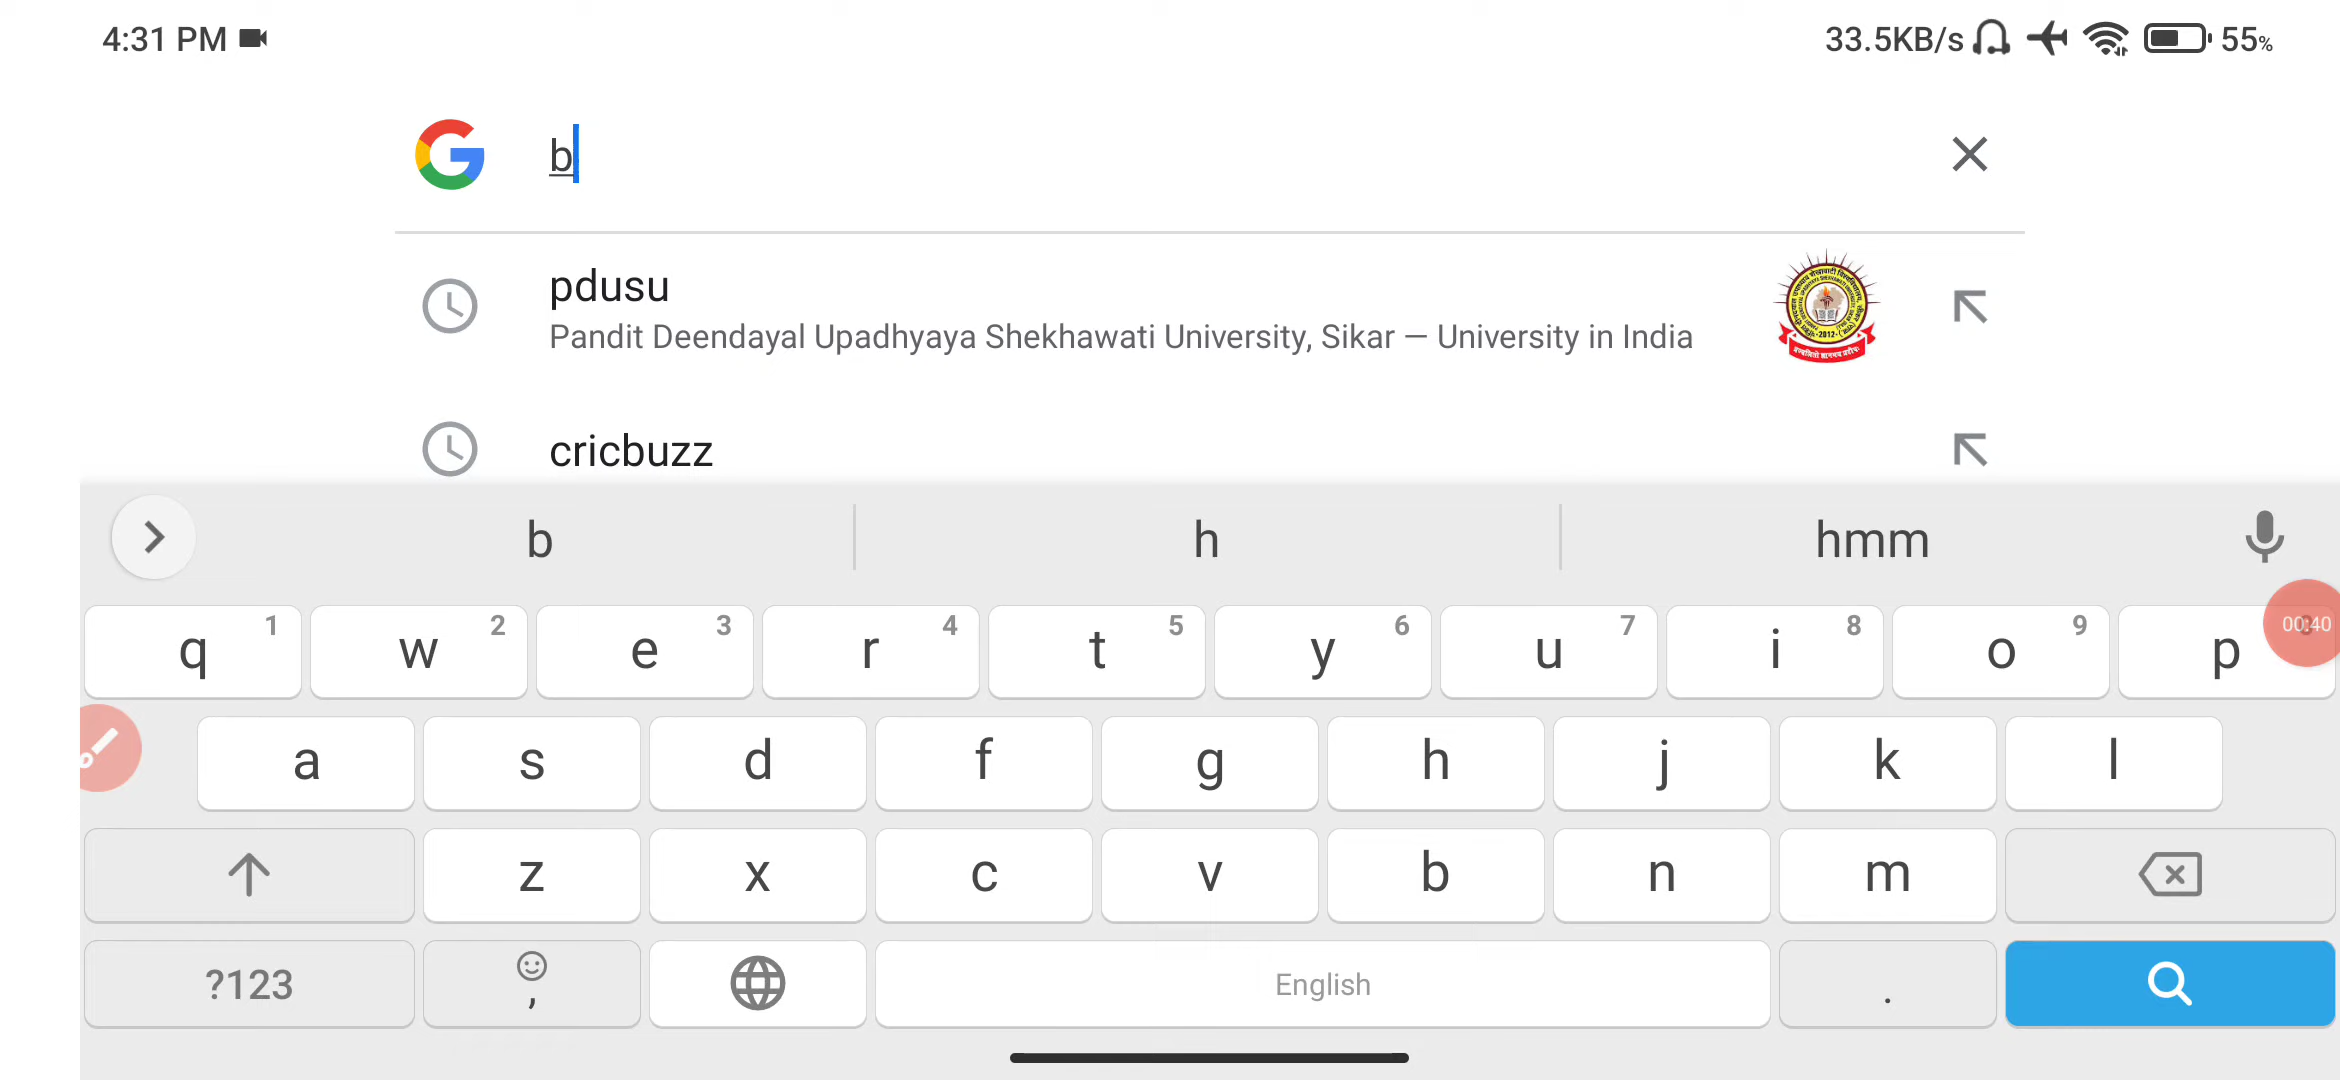 4:31 PM
33.5KB/s
55%
b
pdusu
Pandit Deendayal Upadhyaya Shekhawati University, Sikar — University in India
2012
cricbuzz
b h hmm
q 1 w 2 e 3 r 4 t 5 y 6 u 7 i 8 o 9 p
00:40
a s d f g h j k l
z x c v b n m
?123 , English .